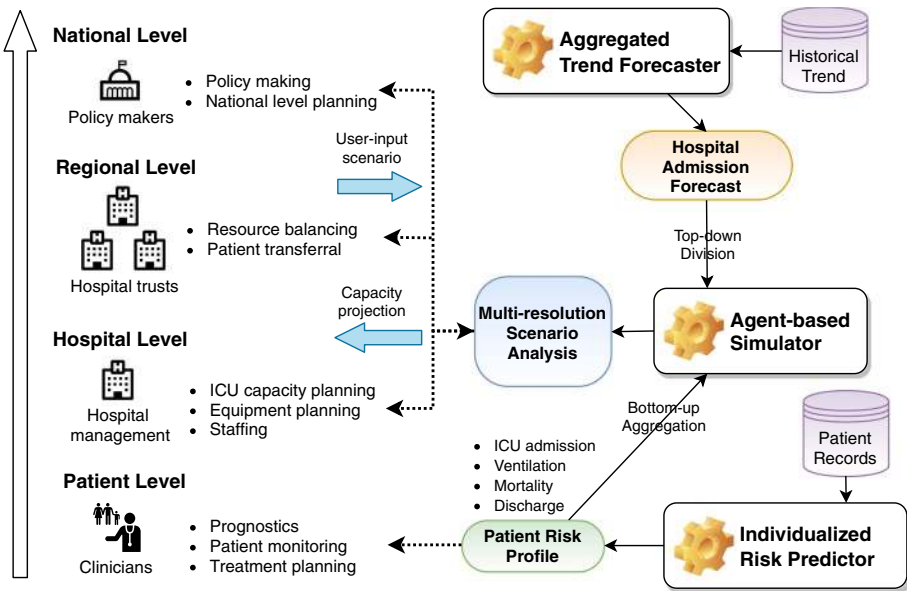 National Level
Policy makers
• Policy making
• National level planning
User-input
scenario
Regional Level
Hospital trusts
• Resource balancing
• Patient transferral
Capacity
projection
Hospital Level
Hospital
management
• ICU capacity planning
• Equipment planning
• Staffing
Patient Level
Clinicians
• Prognostics
• Patient monitoring
• Treatment planning
Aggregated
Trend Forecaster
Historical
Trend
Hospital
Admission
Forecast
Top-down
Division
Multi-resolution
Scenario
Analysis
Agent-based
Simulator
Bottom-up
Aggregation
• ICU admission
• Ventilation
• Mortality
• Discharge
Patient
Records
Patient Risk
Profile
Individualized
Risk Predictor